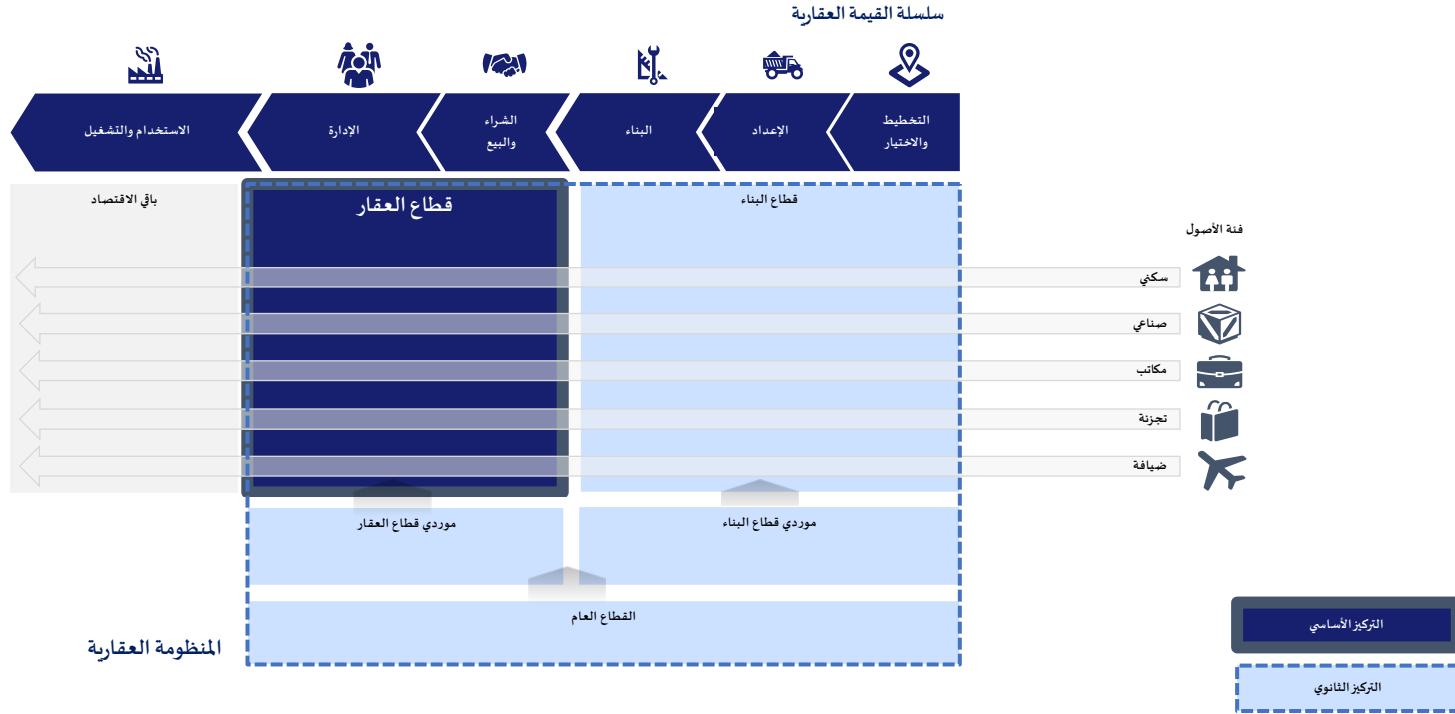 سلسلة القيمة العقارية
التخطيط
والاختيار
الإعداد
البناء
الشراء
والبيع
الإدارة
الاستخدام والتشغيل
قطاع البناء
قطاع العقار
باقي الاقتصاد
فئة الأصول
سكني
صناعي
مكاتب
تجزئة
ضيافة
موردي قطاع البناء
موردي قطاع العقار
القطاع العام
المنظومة العقارية
التركيز الأساسي
التركيز الثانوي